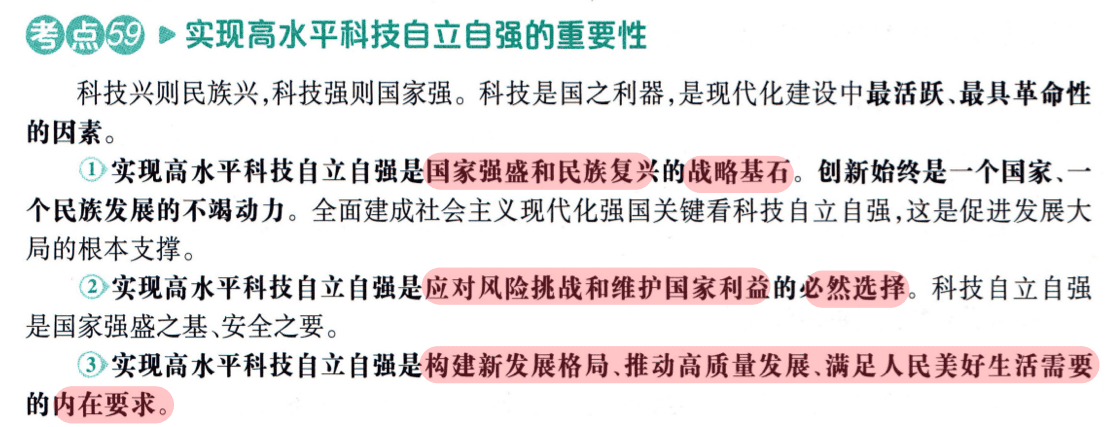 考点59 ▶ 实现高水平科技自立自强的重要性
科技兴则民族兴,科技强则国家强。科技是国之利器,是现代化建设中最活跃、最具革命性
的因素。
①实现高水平科技自立自强是国家强盛和民族复兴的战略基石。创新始终是一个国家、一
个民族发展的不竭动力。全面建成社会主义现代化强国关键看科技自立自强,这是促进发展大
局的根本支撑。
②实现高水平科技自立自强是应对风险挑战和维护国家利益的必然选择。科技自立自强
是国家强盛之基、安全之要。
③实现高水平科技自立自强是构建新发展格局、推动高质量发展、满足人民美好生活需要
的内在要求。